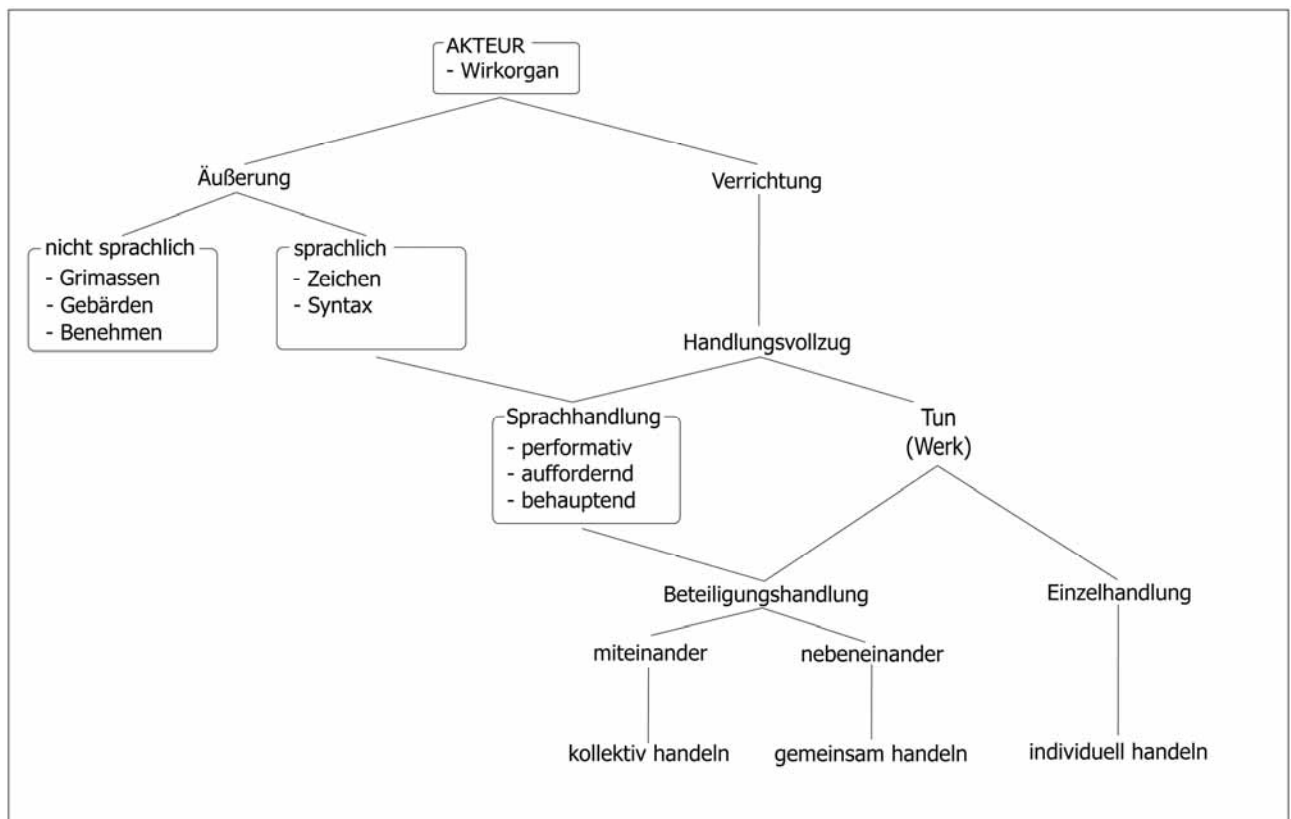 AKTEUR
- Wirkorgan
Äußerung
Verrichtung
nicht sprachlich
- Grimassen
- Gebärden
- Benehmen
sprachlich
- Zeichen
- Syntax
Handlungsvollzug
Sprachhandlung
- performativ
- auffordernd
- behauptend
Tun
(Werk)
Beteiligungshandlung
Einzelhandlung
miteinander
nebeneinander
kollektiv handeln
gemeinsam handeln
individuell handeln